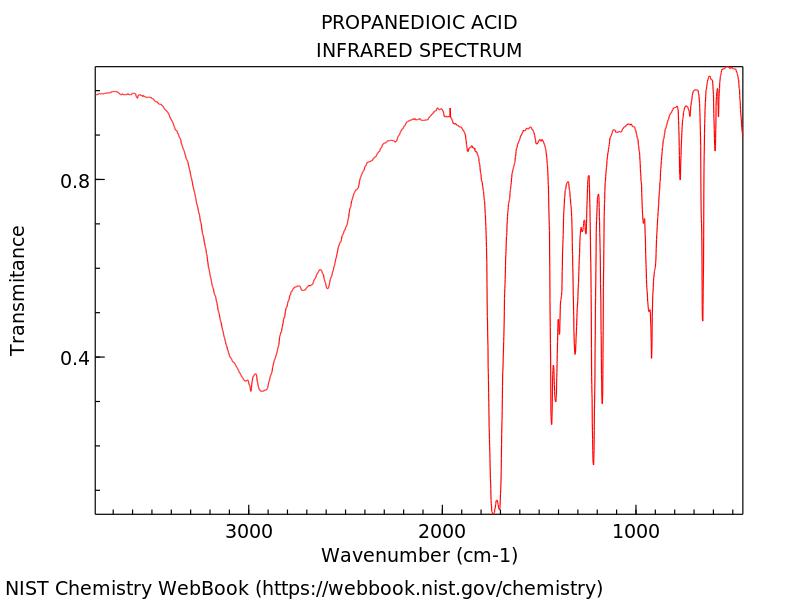 PROPANEDIOIC ACID
INFRARED SPECTRUM
0.8
0.4
Transmitance
3000 2000 1000
Wavenumber (cm-1)
NIST Chemistry WebBook (https://webbook.nist.gov/chemistry)